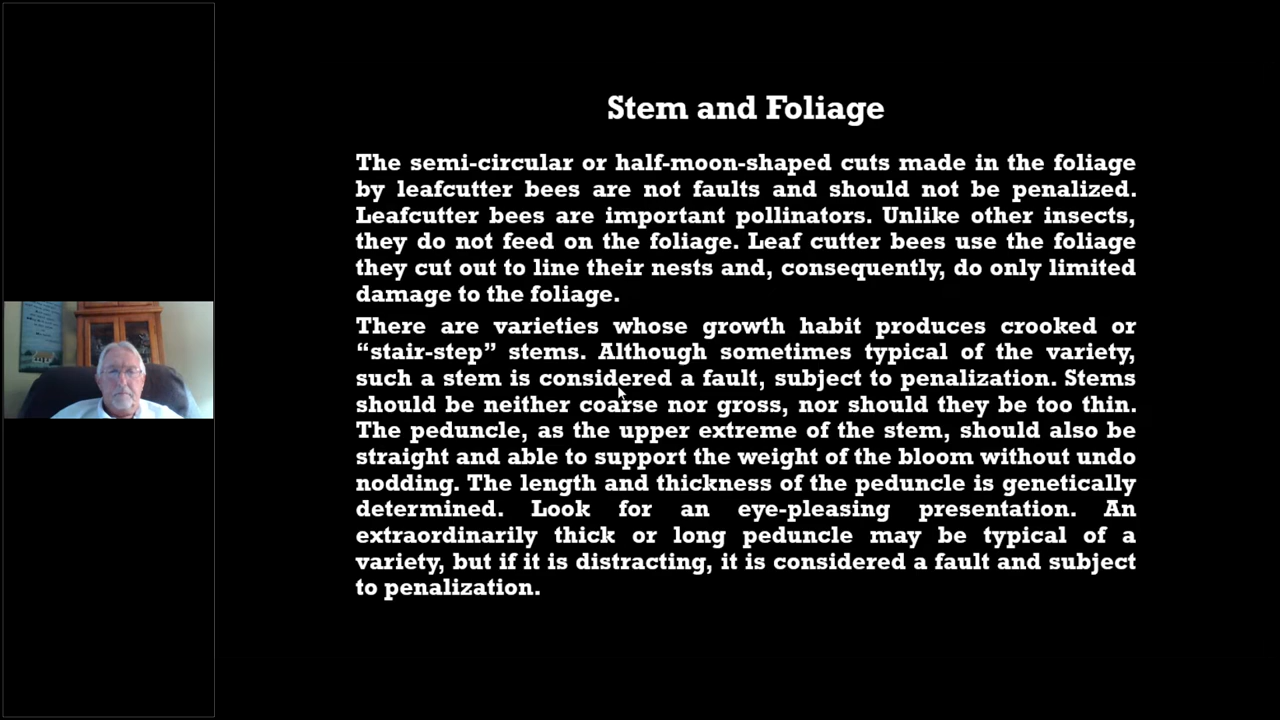 Stem and Foliage
The semi-circular or half-moon-shaped cuts made in the foliage
by leafcutter bees are not faults and should not be penalized.
Leafcutter bees are important pollinators. Unlike other insects,
they do not feed on the foliage. Leaf cutter bees use the foliage
they cut out to line their nests and, consequently, do only limited
damage to the foliage.
There are varieties whose growth habit produces crooked or
“stair-step” stems. Although sometimes typical of the variety,
such a stem is considered a fault, subject to penalization. Stems
should be neither coarse nor gross, nor should they be too thin.
The peduncle, as the upper extreme of the stem, should also be
straight and able to support the weight of the bloom without undo
nodding. The length and thickness of the peduncle is genetically
determined. Look for an eye-pleasing presentation. An
extraordinarily thick or long peduncle may be typical of a
variety, but if it is distracting, it is considered a fault and subject
to penalization.